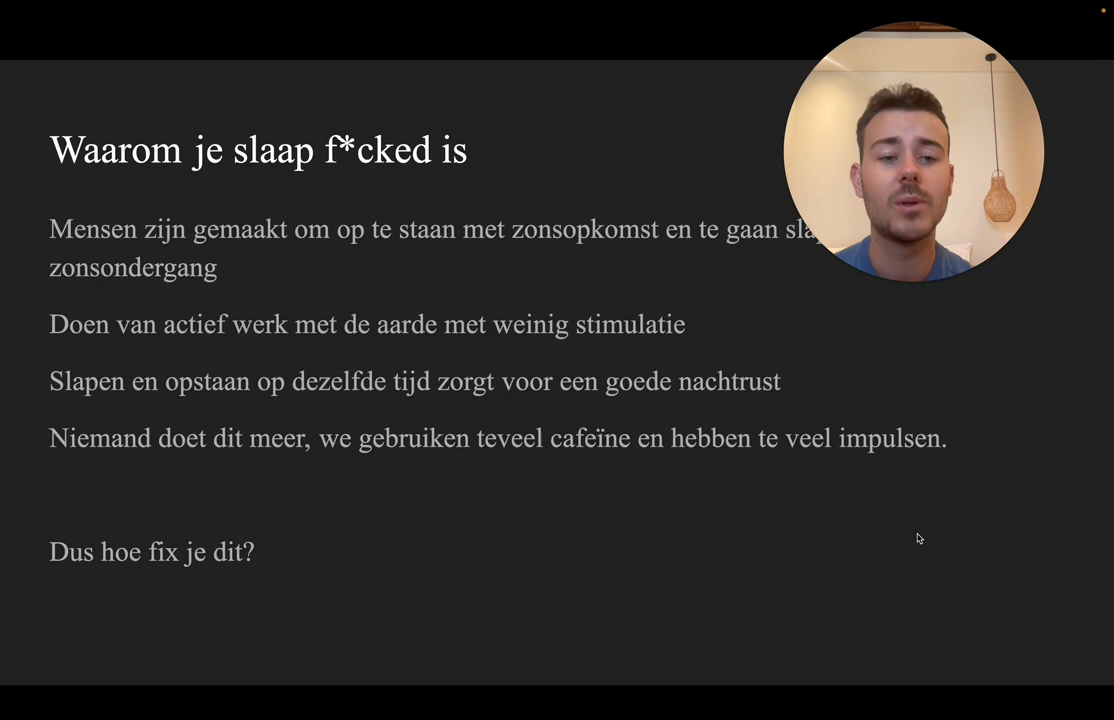 Waarom je slaap f*cked is
Mensen zijn gemaakt om op te staan met zonsopkomst en te gaan
zonsondergang
Doen van actief werk met de aarde met weinig stimulatie
Slapen en opstaan op dezelfde tijd zorgt voor een goede nachtrust
Niemand doet dit meer, we gebruiken teveel cafeïne en hebben te veel impulsen.
Dus hoe fix je dit?